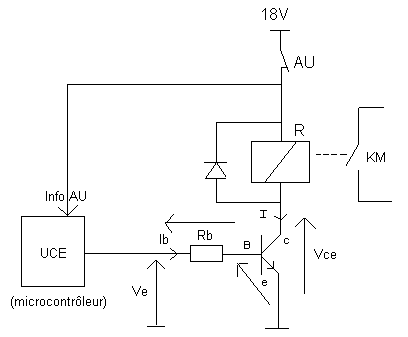 18V
AU
R
KM
Info AU
I
Ib
Rb
B
c
Vce
UCE
e
Ve
(microcontrôleur)